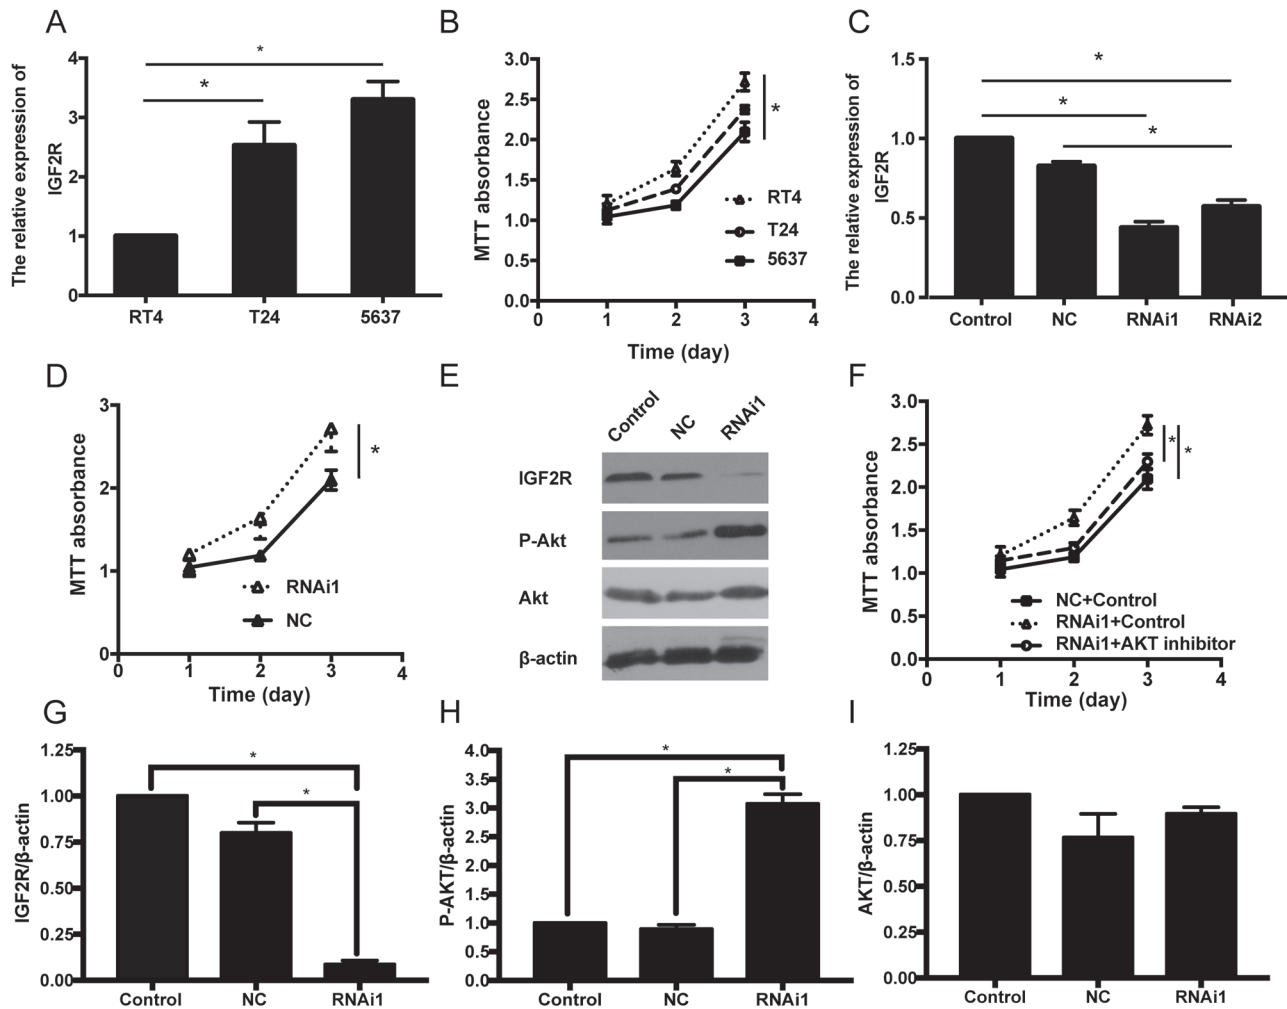 A
The relative expression of
IGF2R
4
3
2
1
0
*
*
RT4
T24
5637
B
MTT absorbance
3.0
2.5
2.0
1.5
1.0
0.5
0.0
0
1
2
3
4
Time (day)
*
RT4
T24
5637
C
The relative expression of
IGF2R
1.5
1.0
0.5
0.0
*
*
*
Control
NC
RNAi1
RNAi2
D
MTT absorbance
3
2
1
0
0
1
2
3
4
Time (day)
*
RNAi1
NC
E
Control
NC
RNAi1
IGF2R
P-Akt
Akt
β-actin
F
MTT absorbance
3.0
2.5
2.0
1.5
1.0
0.5
0.0
0
1
2
3
4
Time (day)
*
*
NC+Control
RNAi1+Control
RNAi1+AKT inhibitor
G
IGF2R/β-actin
1.25
1.00
0.75
0.50
0.25
0.00
*
*
Control
NC
RNAi1
H
P-AKT/β-actin
4.0
3.5
3.0
2.5
2.0
1.5
1.0
0.5
0.0
*
*
Control
NC
RNAi1
I
AKT/β-actin
1.25
1.00
0.75
0.50
0.25
0.00
Control
NC
RNAi1